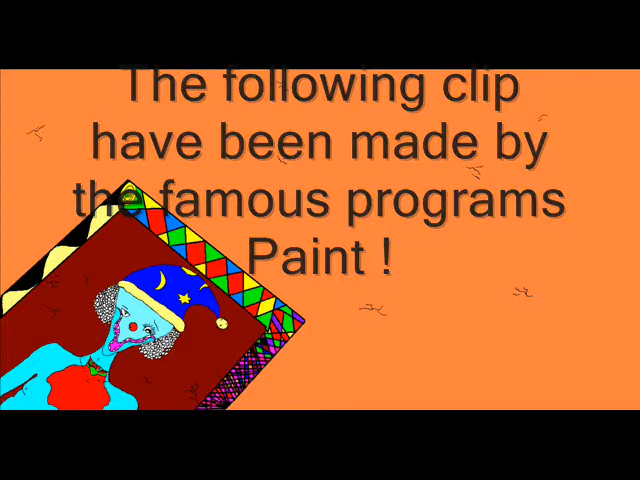 The following clip
have been made by
the famous programs
Paint !